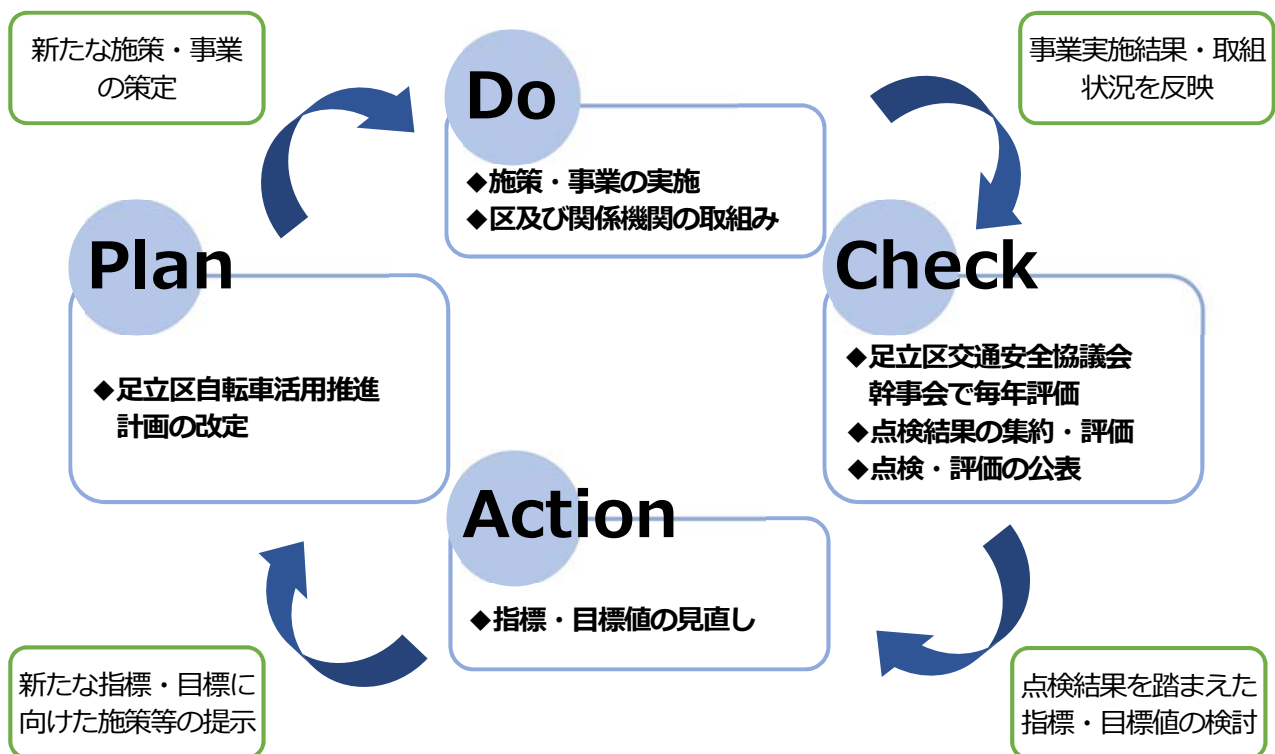 新たな施策・事業
の策定
Do
◆施策・事業の実施
◆区及び関係機関の取組み
事業実施結果・取組
状況を反映
Plan
◆足立区自転車活用推進
計画の改定
Check
◆足立区交通安全協議会
幹事会で毎年評価
◆点検結果の集約・評価
◆点検・評価の公表
Action
◆指標・目標値の見直し
新たな指標・目標に
向けた施策等の提示
点検結果を踏まえた
指標・目標値の検討